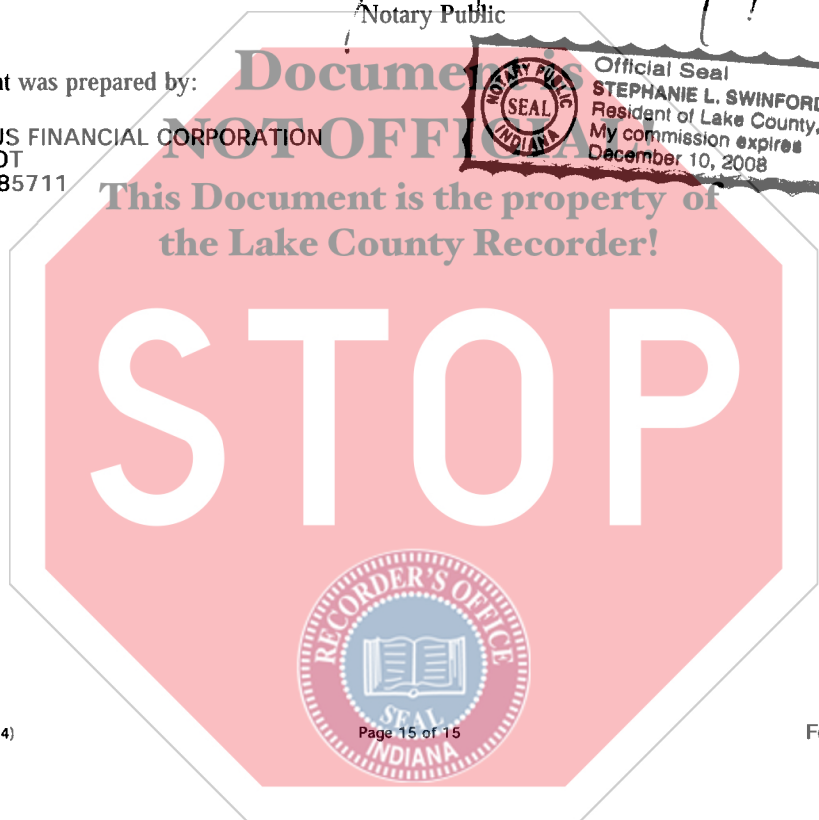 Notary Public
Document is
nt was prepared by:
NOTARY PUBLIC
SEAL
INDIANA
Official Seal
STEPHANIE L. SWINFORD
Resident of Lake County,
My commission expires
December 10, 2008
US FINANCIAL CORPORATION
NOT OFFICIAL!
OT
85711
This Document is the property of
the Lake County Recorder!
STOP
RECORDER'S OFFICE
SEAL
INDIANA
4)
Page 15 of 15